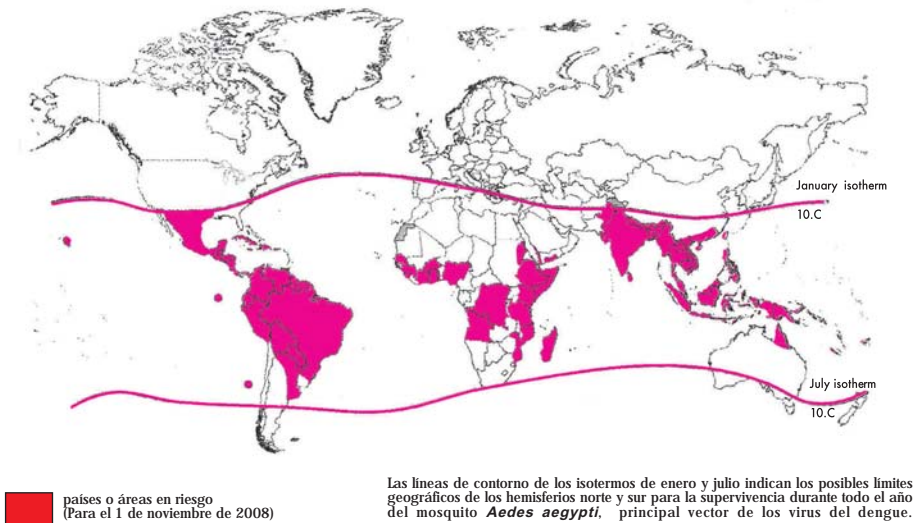 January isotherm
10.C
July isotherm
10.C
países o áreas en riesgo
(Para el 1 de noviembre de 2008)
Las líneas de contorno de los isotermos de enero y julio indican los posibles límites
geográficos de los hemisferios norte y sur para la supervivencia durante todo el año
del mosquito Aedes aegypti, principal vector de los virus del dengue.